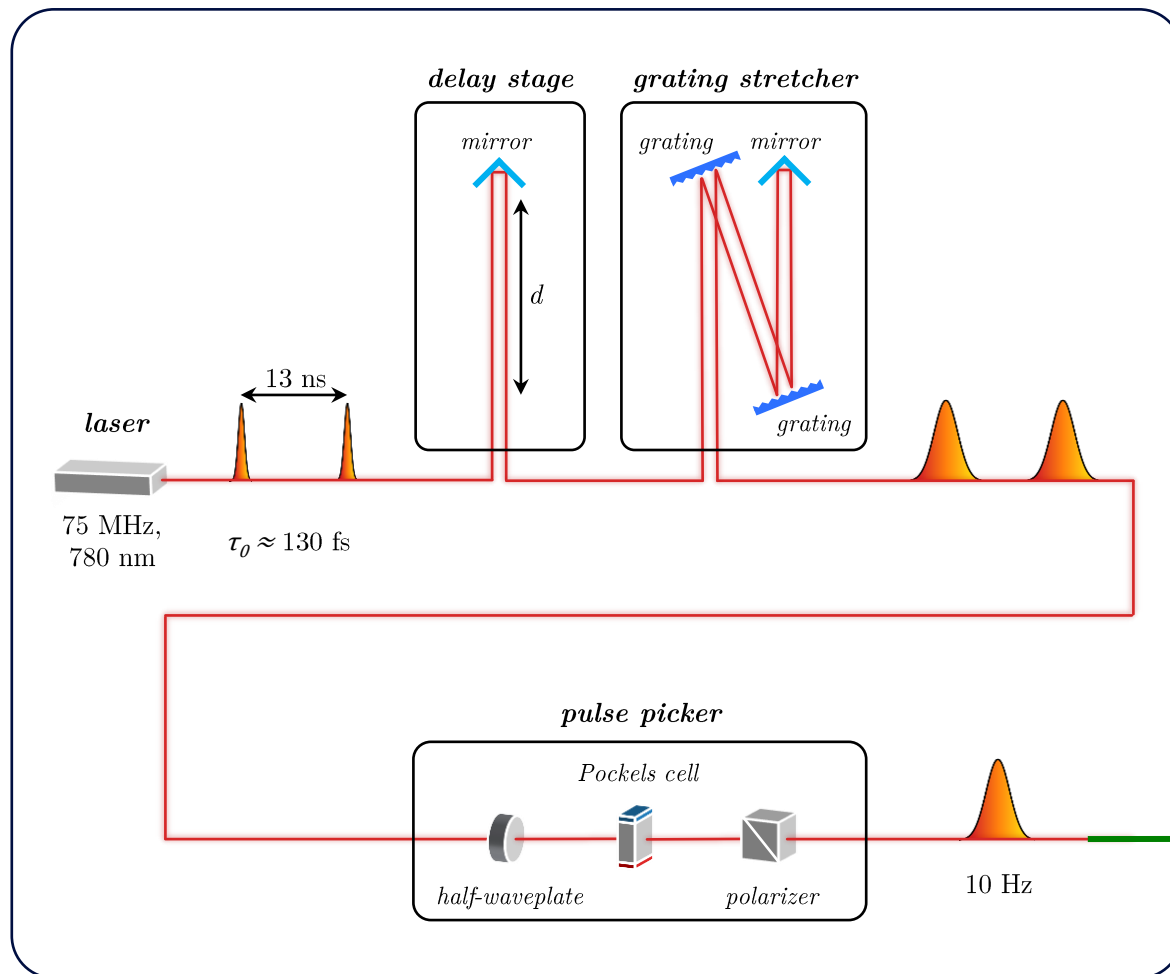 delay stage
grating stretcher
mirror
grating
mirror
d
grating
13 ns
laser
75 MHz,
780 nm
τ₀ ≈ 130 fs
pulse picker
Pockels cell
half-waveplate
polarizer
10 Hz